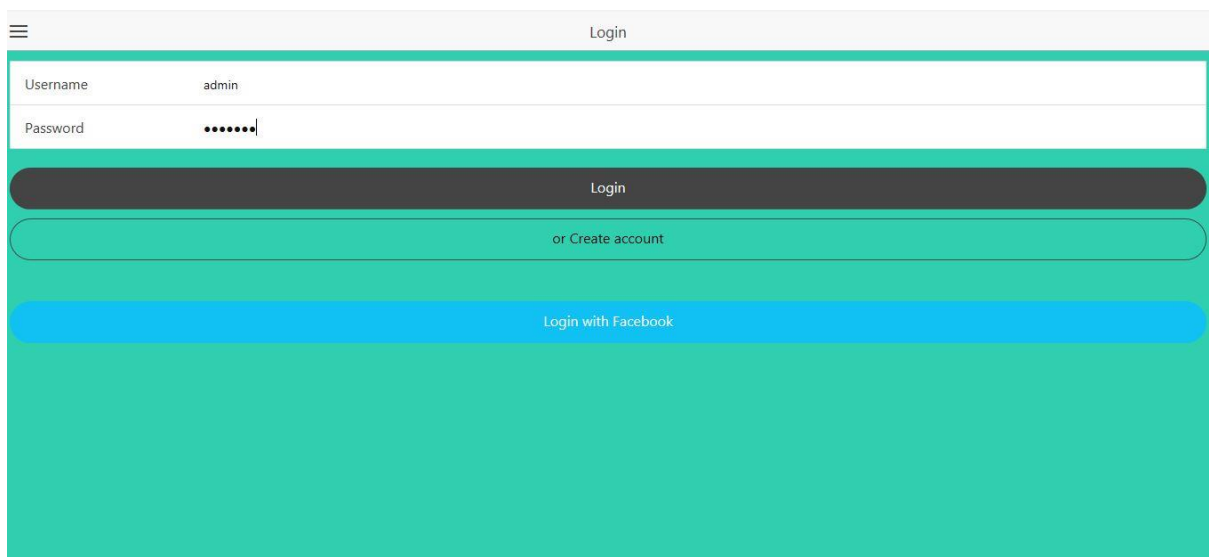 Login
Username admin
Password •••••••
Login
or Create account
Login with Facebook